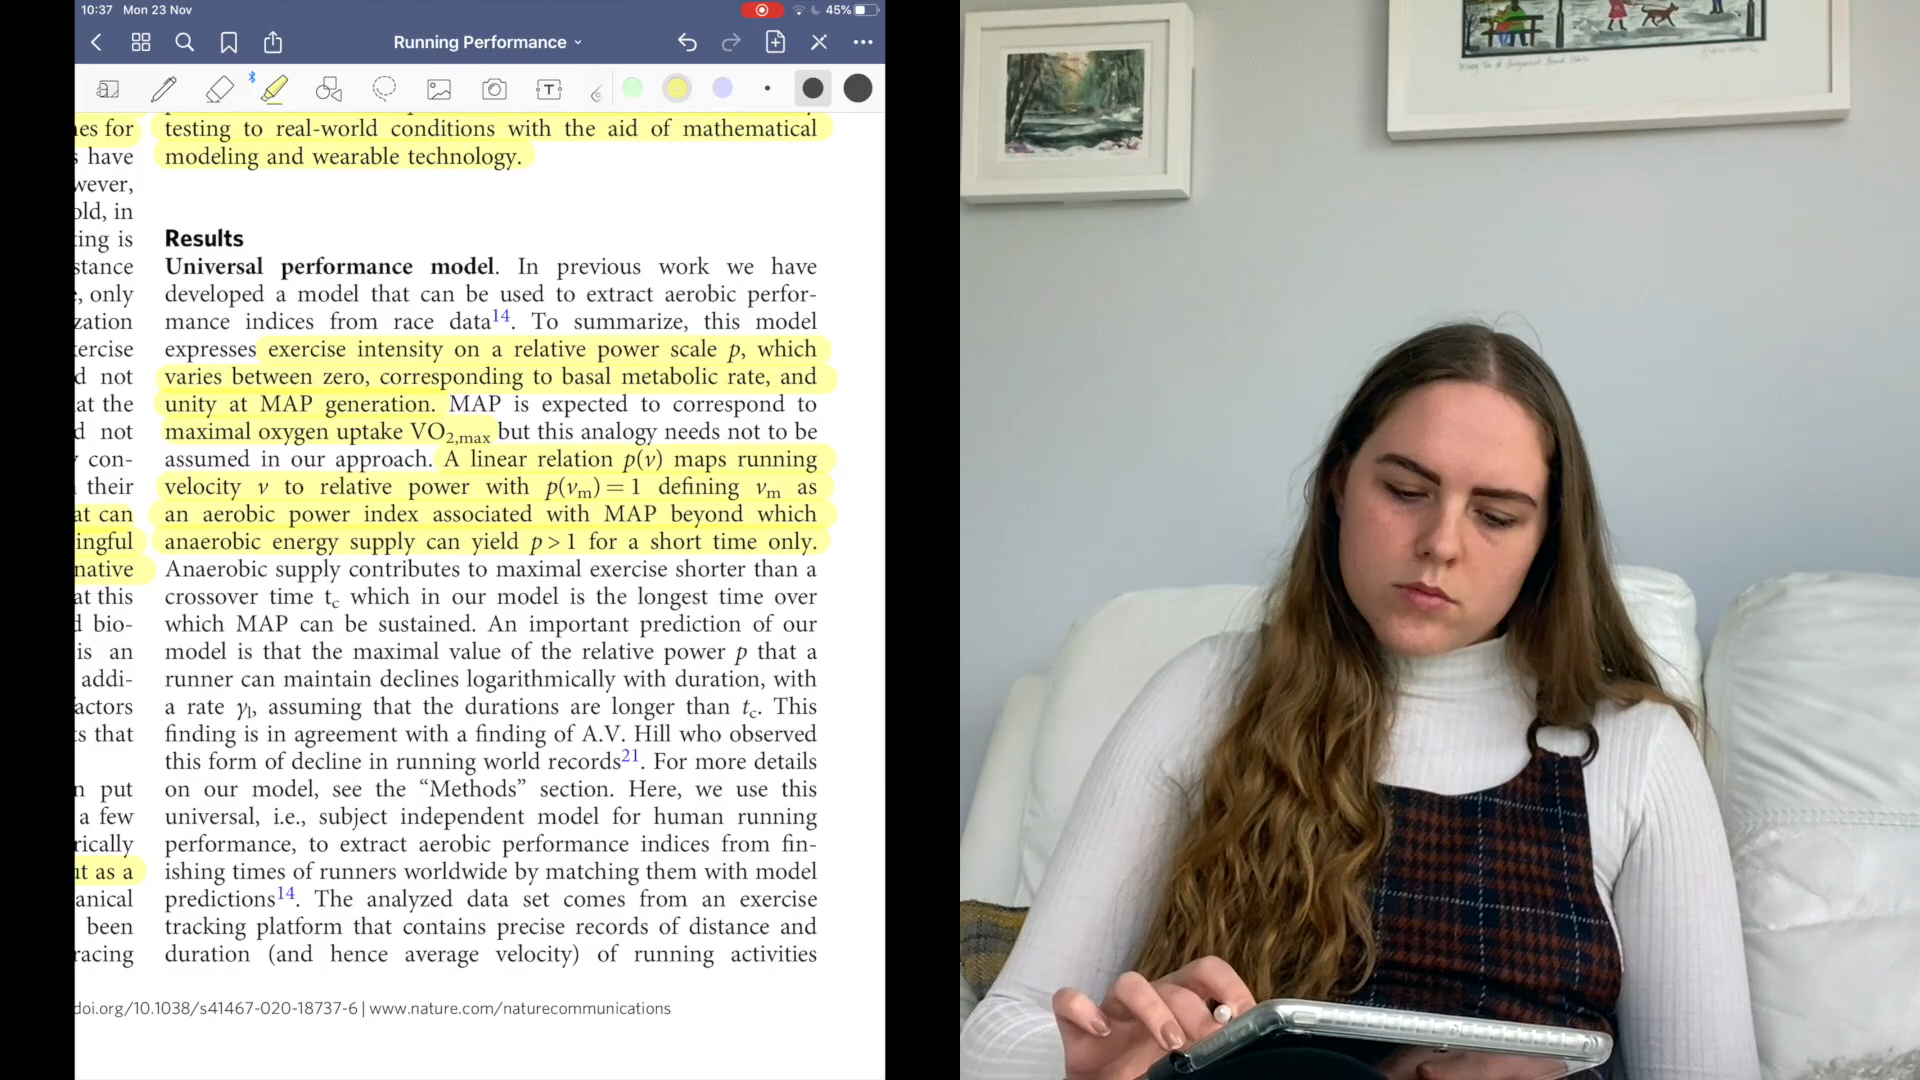 10:37 Mon 23 Nov
45%
Running Performance
T
nes for
s have
wever,
old, in
ting is
stance
, only
zation
ercise
d not
at the
d not
con-
their
at can
ingful
native
at this
d bio-
is an
addi-
actors
ts that
n put
a few
rically
it as a
anical
been
racing
testing to real-world conditions with the aid of mathematical
modeling and wearable technology.
Results
Universal performance model. In previous work we have
developed a model that can be used to extract aerobic perfor-
mance indices from race data14. To summarize, this model
expresses exercise intensity on a relative power scale p, which
varies between zero, corresponding to basal metabolic rate, and
unity at MAP generation. MAP is expected to correspond to
maximal oxygen uptake VO2,max but this analogy needs not to be
assumed in our approach. A linear relation p(v) maps running
velocity v to relative power with p(vm) = 1 defining vm as
an aerobic power index associated with MAP beyond which
anaerobic energy supply can yield p > 1 for a short time only.
Anaerobic supply contributes to maximal exercise shorter than a
crossover time tc which in our model is the longest time over
which MAP can be sustained. An important prediction of our
model is that the maximal value of the relative power p that a
runner can maintain declines logarithmically with duration, with
a rate γl, assuming that the durations are longer than tc. This
finding is in agreement with a finding of A.V. Hill who observed
this form of decline in running world records21. For more details
on our model, see the “Methods” section. Here, we use this
universal, i.e., subject independent model for human running
performance, to extract aerobic performance indices from fin-
ishing times of runners worldwide by matching them with model
predictions14. The analyzed data set comes from an exercise
tracking platform that contains precise records of distance and
duration (and hence average velocity) of running activities
doi.org/10.1038/s41467-020-18737-6 | www.nature.com/naturecommunications